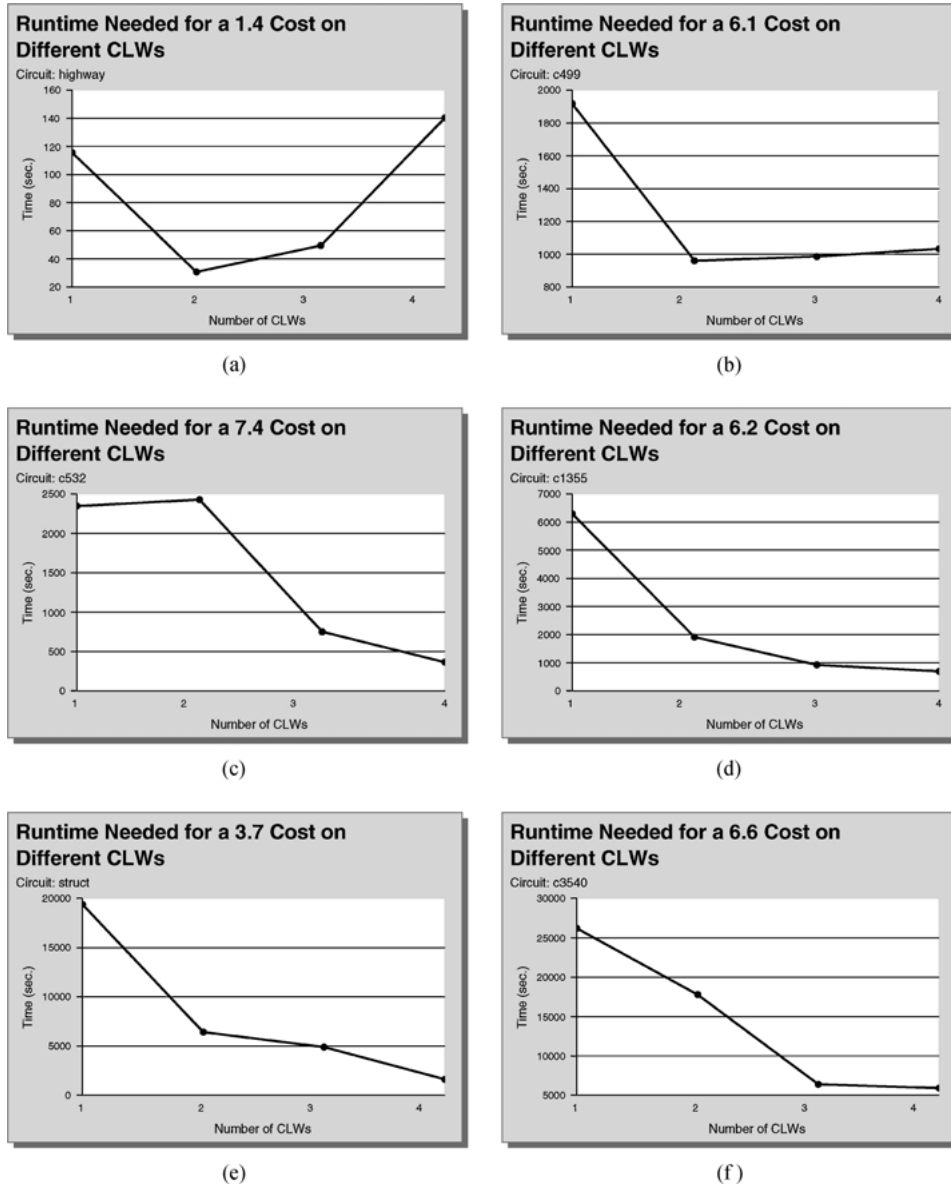 Runtime Needed for a 1.4 Cost on
Different CLWs
Circuit: highway
160
140
120
100
80
60
40
20
Time (sec.)
1 2 3 4
Number of CLWs
(a)
Runtime Needed for a 6.1 Cost on
Different CLWs
Circuit: c499
2000
1800
1600
1400
1200
1000
800
Time (sec.)
1 2 3 4
Number of CLWs
(b)
Runtime Needed for a 7.4 Cost on
Different CLWs
Circuit: c532
2500
2000
1500
1000
500
0
Time (sec.)
1 2 3 4
Number of CLWs
(c)
Runtime Needed for a 6.2 Cost on
Different CLWs
Circuit: c1355
7000
6000
5000
4000
3000
2000
1000
0
Time (sec.)
1 2 3 4
Number of CLWs
(d)
Runtime Needed for a 3.7 Cost on
Different CLWs
Circuit: struct
20000
15000
10000
5000
0
Time (sec.)
1 2 3 4
Number of CLWs
(e)
Runtime Needed for a 6.6 Cost on
Different CLWs
Circuit: c3540
30000
25000
20000
15000
10000
5000
Time (sec.)
1 2 3 4
Number of CLWs
(f )